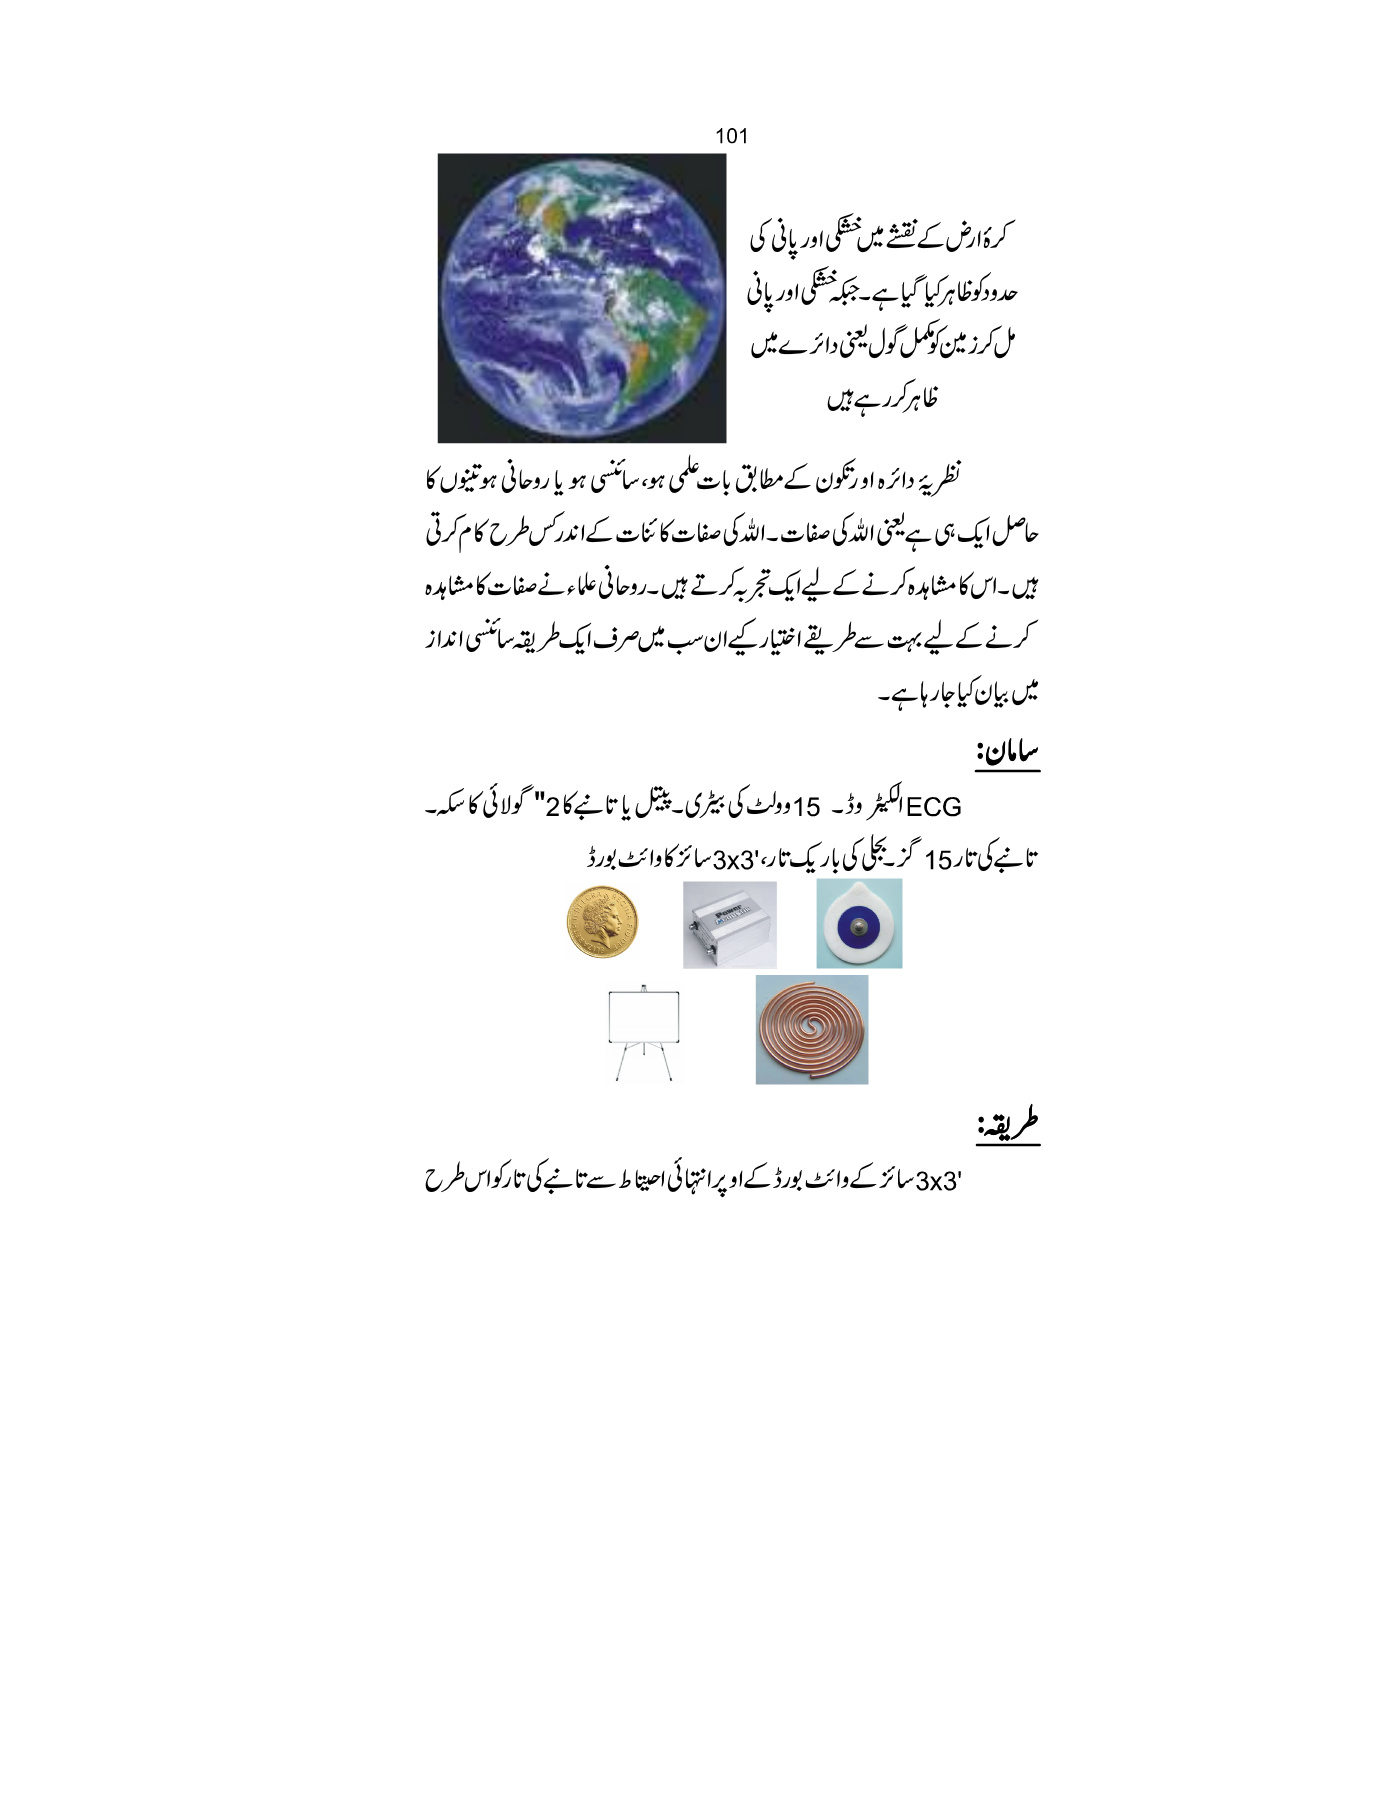 101
کرۂ ارض کے نقشے میں خشکی اور پانی کی
حدود کو ظاہر کیا گیا ہے۔ جبکہ خشکی اور پانی
مل کر زمین کو مکمل گول یعنی دائرے میں
ظاہر کر رہے ہیں
نظریۂ دائرہ اور تکون کے مطابق بات علمی ہو، سائنسی ہو یا روحانی ہو تینوں کا
حاصل ایک ہی ہے یعنی اللہ کی صفات۔ اللہ کی صفات کائنات کے اندر کس طرح کام کرتی
ہیں۔ اس کا مشاہدہ کرنے کے لیے ایک تجربہ کرتے ہیں۔ روحانی علماء نے صفات کا مشاہدہ
کرنے کے لیے بہت سے طریقے اختیار کیے ان سب میں صرف ایک طریقہ سائنسی انداز
میں بیان کیا جا رہا ہے۔
سامان:
ECG الیکٹروڈ۔ 15 وولٹ کی بیٹری۔ پیتل یا تانبے کا 2" گولائی کا سکہ۔
تانبے کی تار 15 گز۔ بجلی کی باریک تار، 3x3' سائز کا وائٹ بورڈ
Power
طریقہ:
3x3' سائز کے وائٹ بورڈ کے اوپر انتہائی احتیاط سے تانبے کی تار کو اس طرح